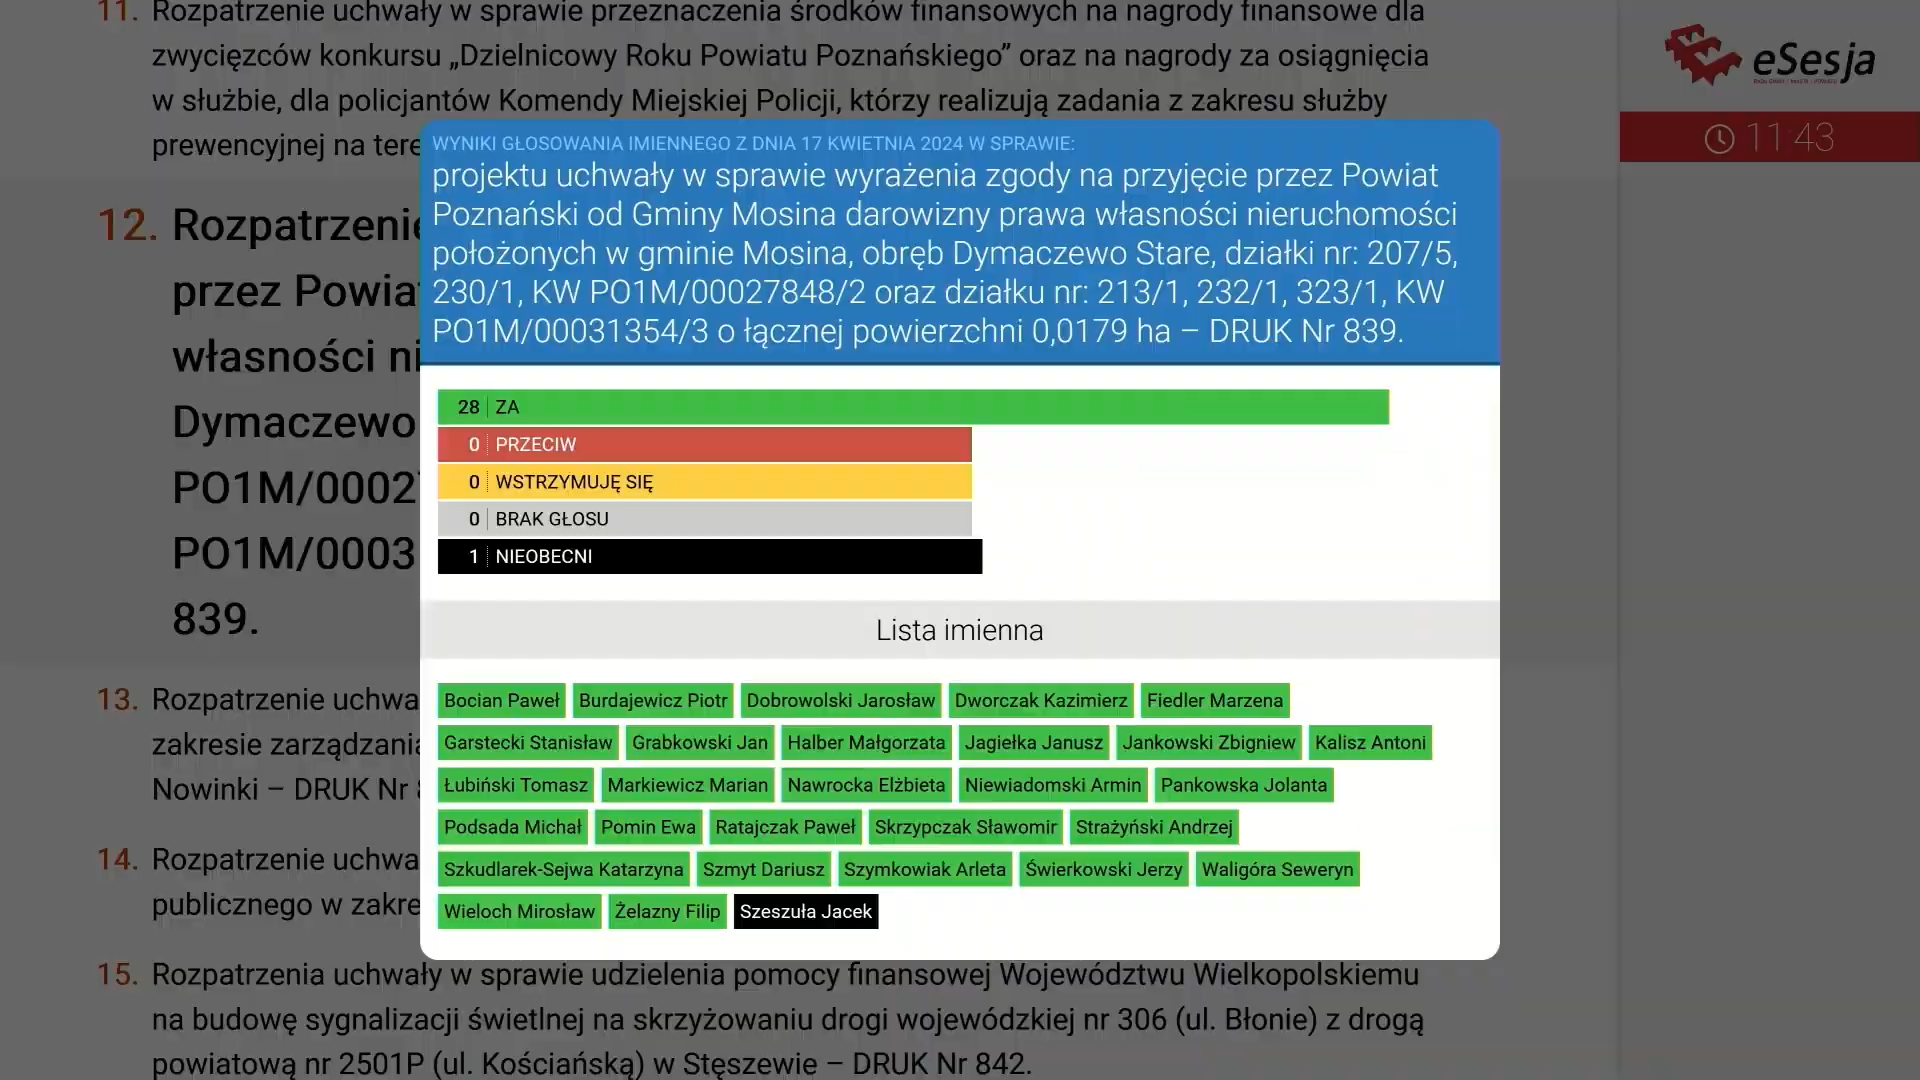 11. Rozpatrzenie uchwały w sprawie przeznaczenia środków finansowych na nagrody finansowe dla
zwycięzców konkursu „Dzielnicowy Roku Powiatu Poznańskiego” oraz na nagrody za osiągnięcia
w służbie, dla policjantów Komendy Miejskiej Policji, którzy realizują zadania z zakresu służby
prewencyjnej na tere
eSesja
11:43
WYNIKI GŁOSOWANIA IMIENNEGO Z DNIA 17 KWIETNIA 2024 W SPRAWIE:
projektu uchwały w sprawie wyrażenia zgody na przyjęcie przez Powiat
Poznański od Gminy Mosina darowizny prawa własności nieruchomości
położonych w gminie Mosina, obręb Dymaczewo Stare, działki nr: 207/5,
230/1, KW PO1M/00027848/2 oraz działku nr: 213/1, 232/1, 323/1, KW
PO1M/00031354/3 o łącznej powierzchni 0,0179 ha – DRUK Nr 839.
28 ZA
0 PRZECIW
0 WSTRZYMUJĘ SIĘ
0 BRAK GŁOSU
1 NIEOBECNI
Lista imienna
Bocian Paweł Burdajewicz Piotr Dobrowolski Jarosław Dworczak Kazimierz Fiedler Marzena
Garstecki Stanisław Grabkowski Jan Halber Małgorzata Jagiełka Janusz Jankowski Zbigniew Kalisz Antoni
Łubiński Tomasz Markiewicz Marian Nawrocka Elżbieta Niewiadomski Armin Pankowska Jolanta
Podsada Michał Pomin Ewa Ratajczak Paweł Skrzypczak Sławomir Strażyński Andrzej
Szkudlarek-Sejwa Katarzyna Szmyt Dariusz Szymkowiak Arleta Świerkowski Jerzy Waligóra Seweryn
Wieloch Mirosław Żelazny Filip Szeszuła Jacek
12. Rozpatrzenie
przez Powia
własności ni
Dymaczewo
PO1M/0002
PO1M/0003
839.
13. Rozpatrzenie uchwa
zakresie zarządzania
Nowinki – DRUK Nr
14. Rozpatrzenie uchwa
publicznego w zakre
15. Rozpatrzenia uchwały w sprawie udzielenia pomocy finansowej Województwu Wielkopolskiemu
na budowę sygnalizacji świetlnej na skrzyżowaniu drogi wojewódzkiej nr 306 (ul. Błonie) z drogą
powiatową nr 2501P (ul. Kościańską) w Stęszewie – DRUK Nr 842.